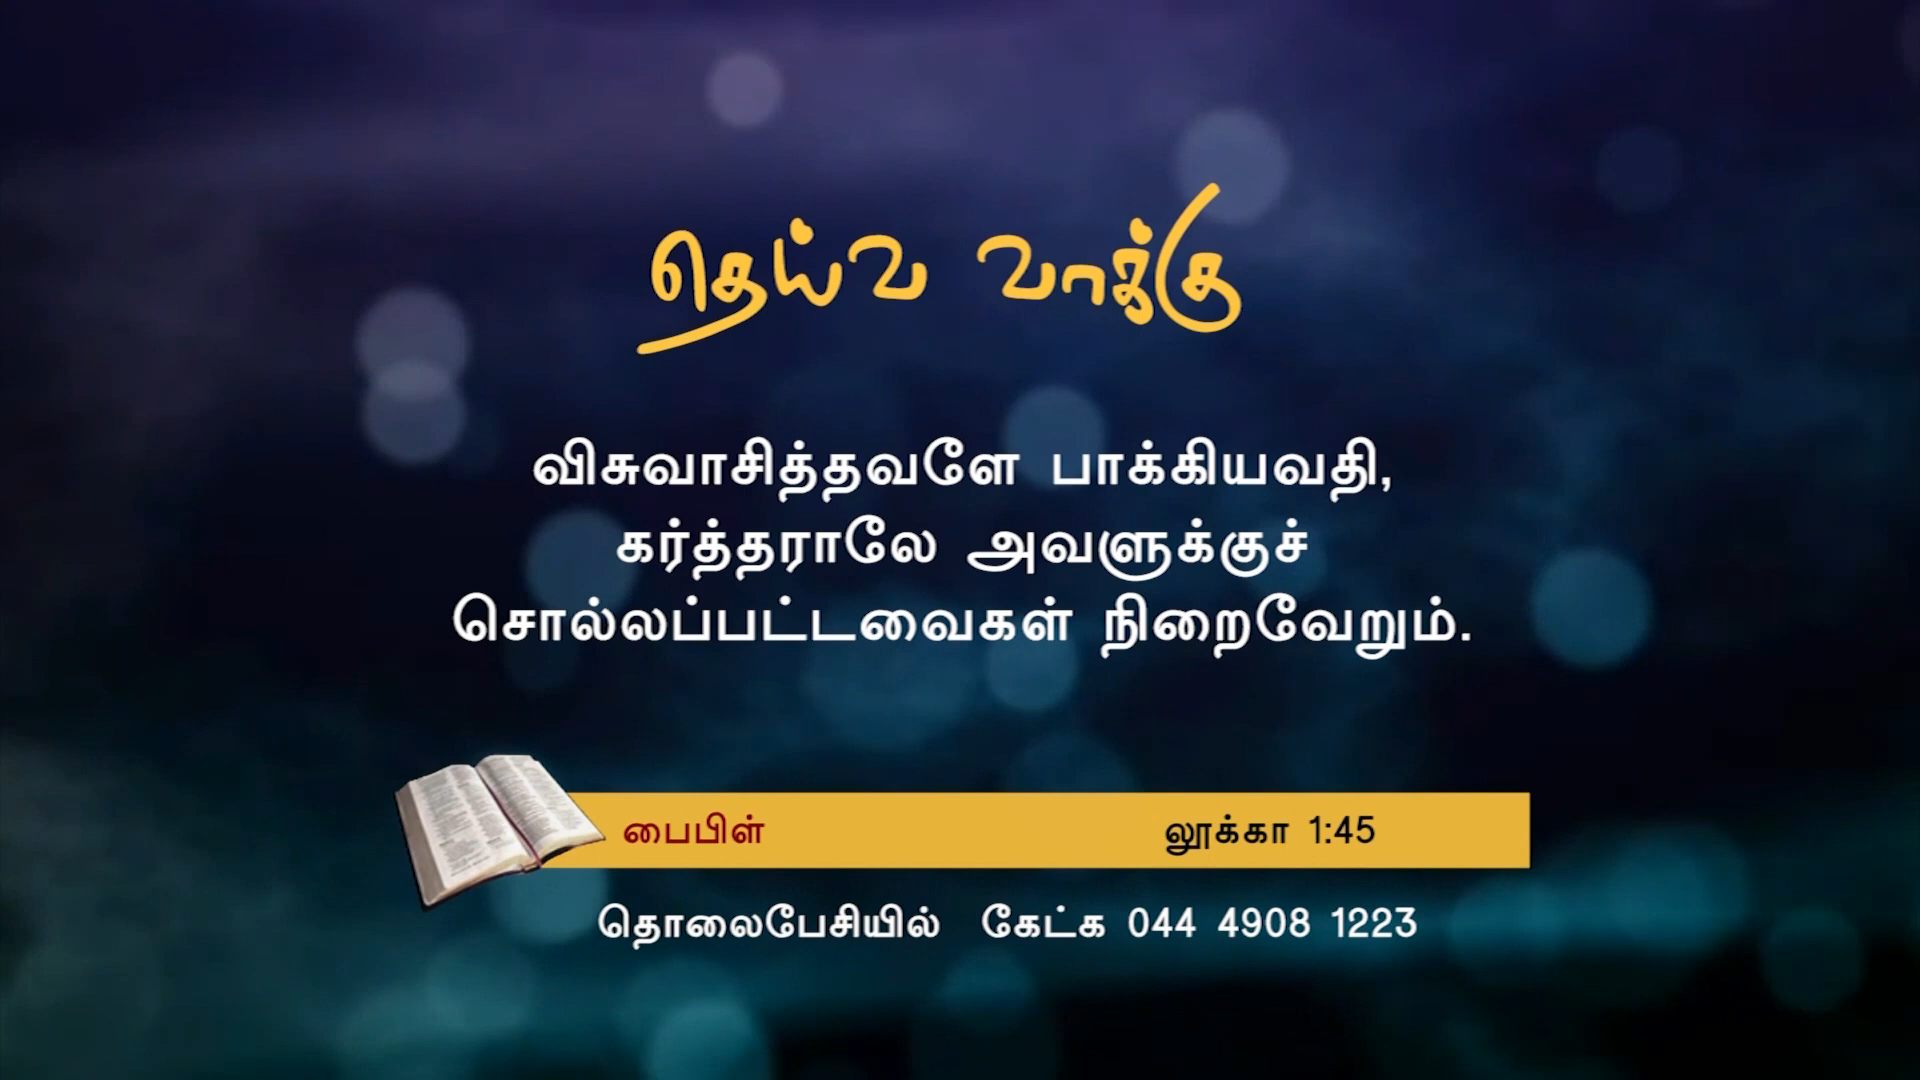 தெய்வ வாக்கு
விசுவாசித்தவளே பாக்கியவதி,
கர்த்தராலே அவளுக்குச்
சொல்லப்பட்டவைகள் நிறைவேறும்.
பைபிள் லூக்கா 1:45
தொலைபேசியில் கேட்க 044 4908 1223